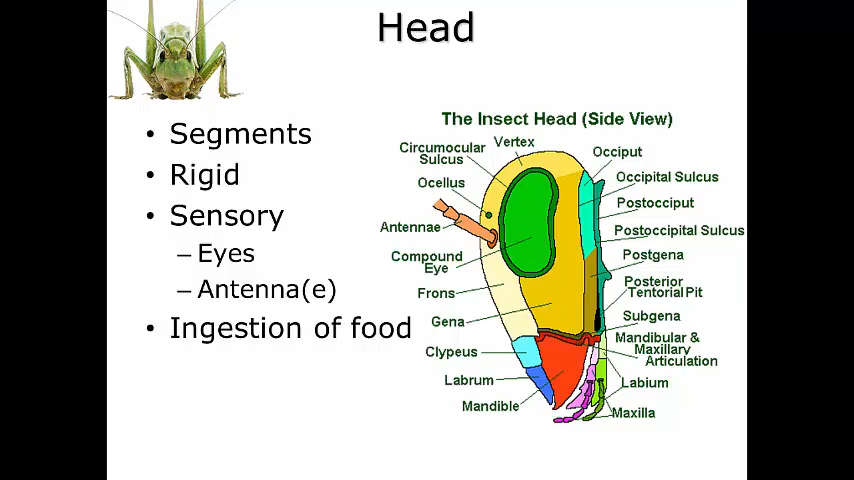 Head
• Segments
• Rigid
• Sensory
– Eyes
– Antenna(e)
• Ingestion of food
The Insect Head (Side View)
Circumocular
Sulcus
Vertex
Ocellus
Antennae
Compound
Eye
Frons
Gena
Clypeus
Labrum
Mandible
Occiput
Occipital Sulcus
Postocciput
Postoccipital Sulcus
Postgena
Posterior
Tentorial Pit
Subgena
Mandibular &
Maxillary
Articulation
Labium
Maxilla